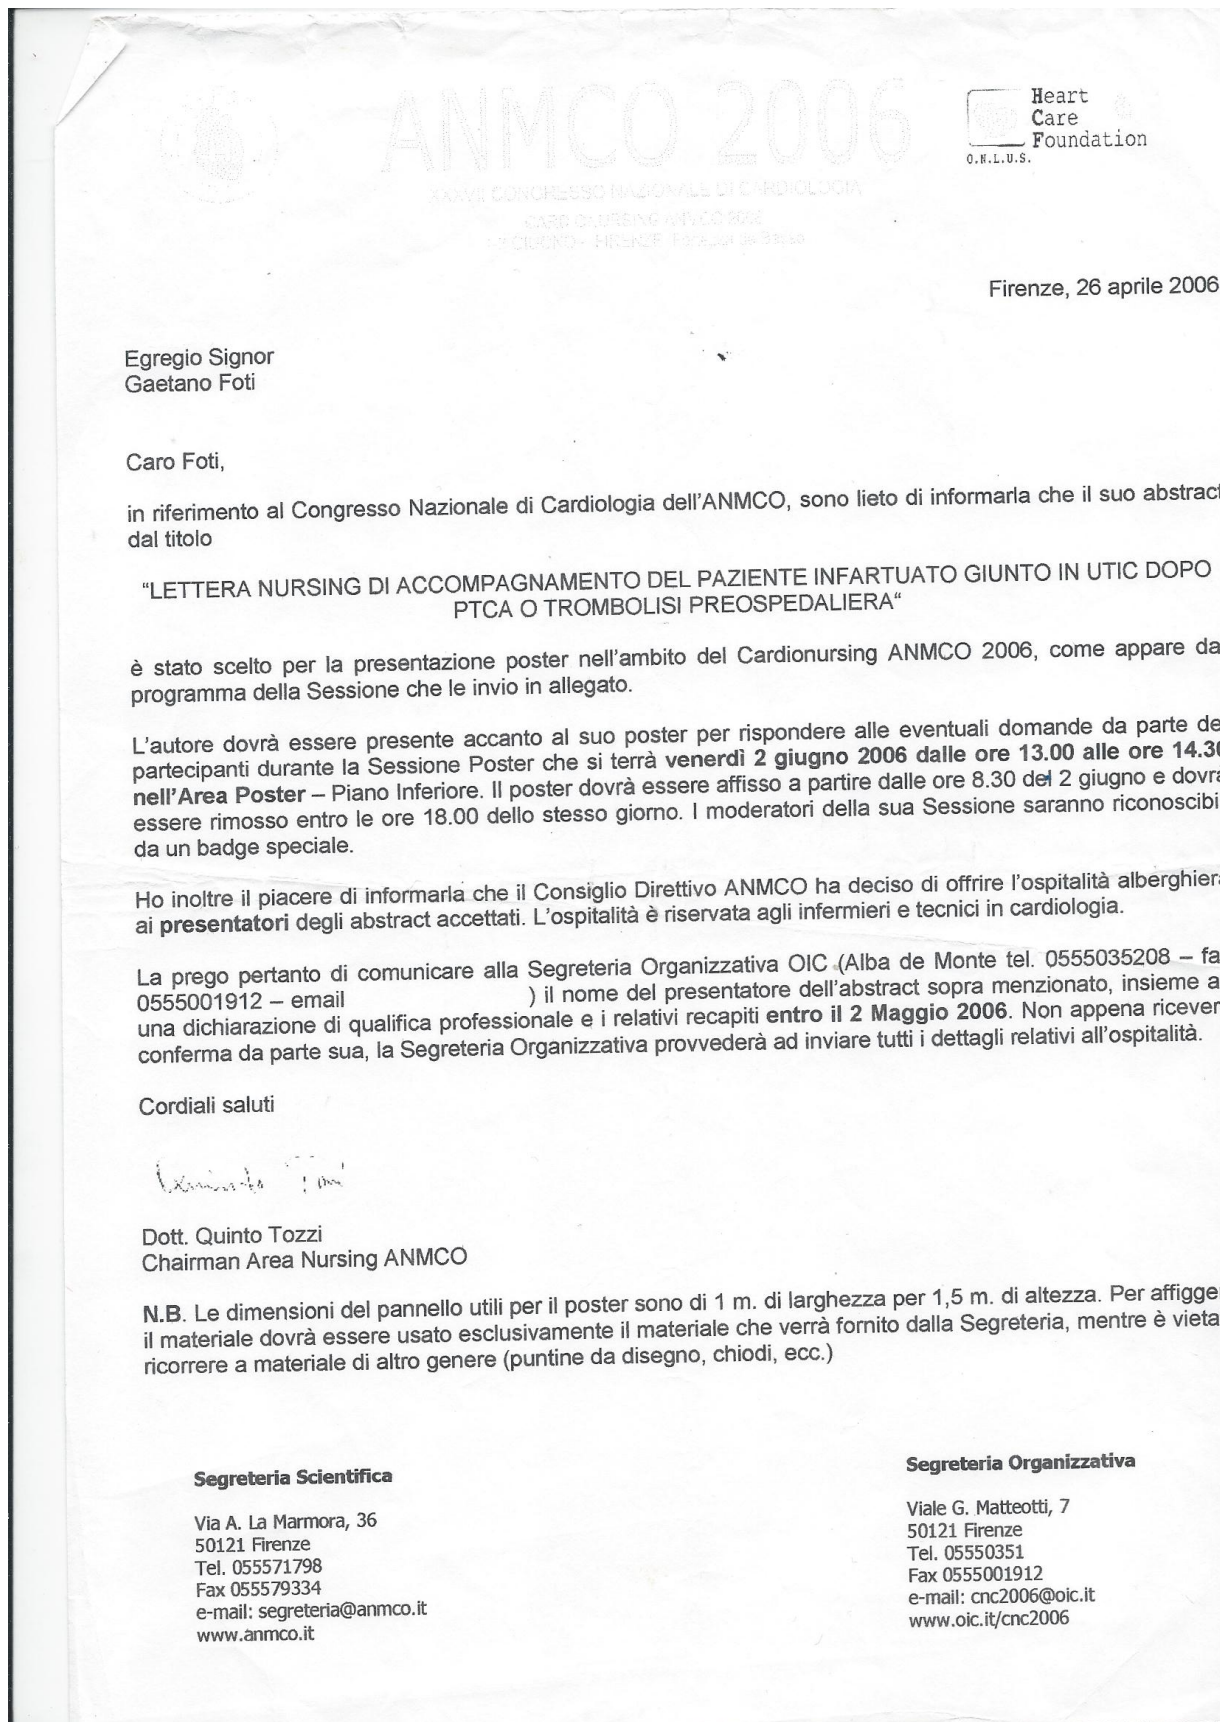 ANMCO 2006
XXXVII CONGRESSO NAZIONALE DI CARDIOLOGIA
CARDIONURSING ANMCO 2006
GIUGNO - FIRENZE, Fortezza da Basso
Heart
Care
Foundation
O.N.L.U.S.
Firenze, 26 aprile 2006
Egregio Signor
Gaetano Foti
Caro Foti,
in riferimento al Congresso Nazionale di Cardiologia dell'ANMCO, sono lieto di informarla che il suo abstract
dal titolo
“LETTERA NURSING DI ACCOMPAGNAMENTO DEL PAZIENTE INFARTUATO GIUNTO IN UTIC DOPO
PTCA O TROMBOLISI PREOSPEDALIERA“
è stato scelto per la presentazione poster nell'ambito del Cardionursing ANMCO 2006, come appare da
programma della Sessione che le invio in allegato.
L'autore dovrà essere presente accanto al suo poster per rispondere alle eventuali domande da parte de
partecipanti durante la Sessione Poster che si terrà venerdì 2 giugno 2006 dalle ore 13.00 alle ore 14.30
nell'Area Poster – Piano Inferiore. Il poster dovrà essere affisso a partire dalle ore 8.30 del 2 giugno e dovrà
essere rimosso entro le ore 18.00 dello stesso giorno. I moderatori della sua Sessione saranno riconoscibi
da un badge speciale.
Ho inoltre il piacere di informarla che il Consiglio Direttivo ANMCO ha deciso di offrire l'ospitalità alberghiera
ai presentatori degli abstract accettati. L'ospitalità è riservata agli infermieri e tecnici in cardiologia.
La prego pertanto di comunicare alla Segreteria Organizzativa OIC (Alba de Monte tel. 0555035208 – fa
0555001912 – email ) il nome del presentatore dell'abstract sopra menzionato, insieme a
una dichiarazione di qualifica professionale e i relativi recapiti entro il 2 Maggio 2006. Non appena ricever
conferma da parte sua, la Segreteria Organizzativa provvederà ad inviare tutti i dettagli relativi all'ospitalità.
Cordiali saluti
Dott. Quinto Tozzi
Chairman Area Nursing ANMCO
N.B. Le dimensioni del pannello utili per il poster sono di 1 m. di larghezza per 1,5 m. di altezza. Per affigge
il materiale dovrà essere usato esclusivamente il materiale che verrà fornito dalla Segreteria, mentre è vieta
ricorrere a materiale di altro genere (puntine da disegno, chiodi, ecc.)
Segreteria Scientifica
Via A. La Marmora, 36
50121 Firenze
Tel. 055571798
Fax 055579334
e-mail: segreteria@anmco.it
www.anmco.it
Segreteria Organizzativa
Viale G. Matteotti, 7
50121 Firenze
Tel. 05550351
Fax 0555001912
e-mail: cnc2006@oic.it
www.oic.it/cnc2006